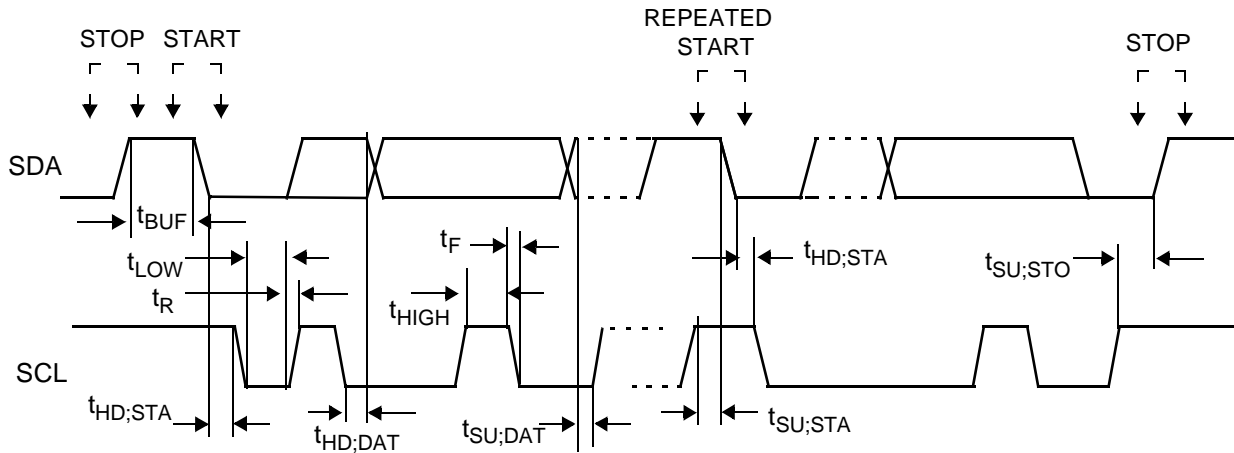 REPEATED
STOP START START STOP
SDA
tBUF
tF
tLOW tHD;STA tSU;STO
tR
tHIGH
SCL
tHD;STA
tHD;DAT tSU;DAT tSU;STA